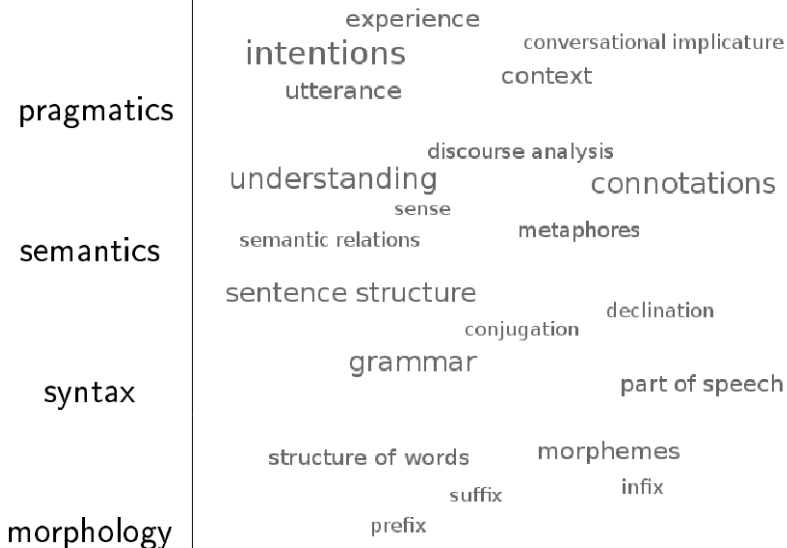 experience
conversational implicature
intentions
context
utterance
pragmatics
discourse analysis
understanding
connotations
sense
metaphores
semantic relations
semantics
sentence structure
declination
conjugation
grammar
part of speech
syntax
morphemes
structure of words
infix
suffix
prefix
morphology